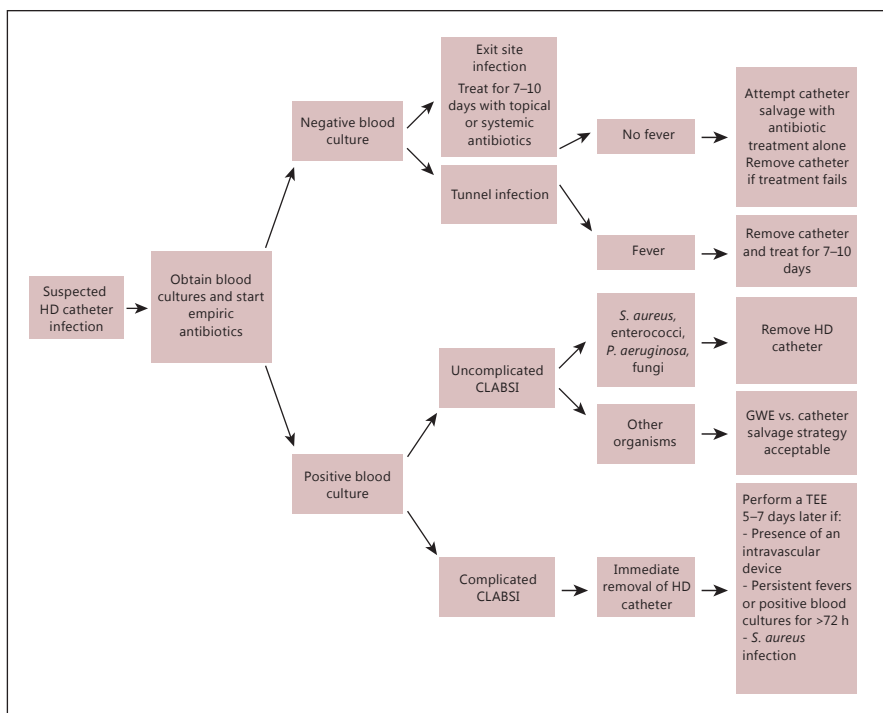 Suspected
HD catheter
infection
Obtain blood
cultures and start
empiric
antibiotics
Negative blood
culture
Exit site
infection
Treat for 7–10
days with topical
or systemic
antibiotics
Tunnel infection
No fever
Attempt catheter
salvage with
antibiotic
treatment alone
Remove catheter
if treatment fails
Fever
Remove catheter
and treat for 7–10
days
Positive blood
culture
Uncomplicated
CLABSI
S. aureus,
enterococci,
P. aeruginosa,
fungi
Remove HD
catheter
Other
organisms
GWE vs. catheter
salvage strategy
acceptable
Complicated
CLABSI
Immediate
removal of HD
catheter
Perform a TEE
5–7 days later if:
- Presence of an
intravascular
device
- Persistent fevers
or positive blood
cultures for >72 h
- S. aureus
infection